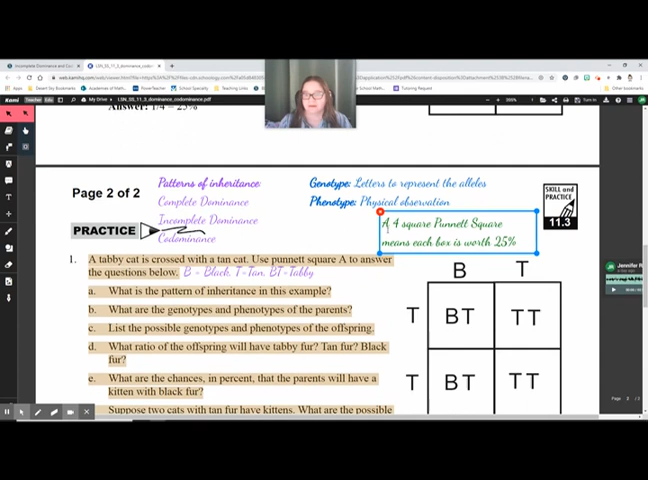 Kami
My Drive
LSN_SS_11_3_dominance_codominance.pdf
Answer: 1/4 = 25%
Page 2 of 2
Patterns of inheritance:
Complete Dominance
Incomplete Dominance
Codominance
Genotype: Letters to represent the alleles
Phenotype: Physical observation
A 4 square Punnett Square
means each box is worth 25%
SKILL and
PRACTICE
11.3
PRACTICE
1. A tabby cat is crossed with a tan cat. Use punnett square A to answer
the questions below. B = Black, T=Tan, BT=Tabby
a. What is the pattern of inheritance in this example?
b. What are the genotypes and phenotypes of the parents?
c. List the possible genotypes and phenotypes of the offspring.
d. What ratio of the offspring will have tabby fur? Tan fur? Black
fur?
e. What are the chances, in percent, that the parents will have a
kitten with black fur?
Suppose two cats with tan fur have kittens. What are the possible
B T
T BT TT
T BT TT